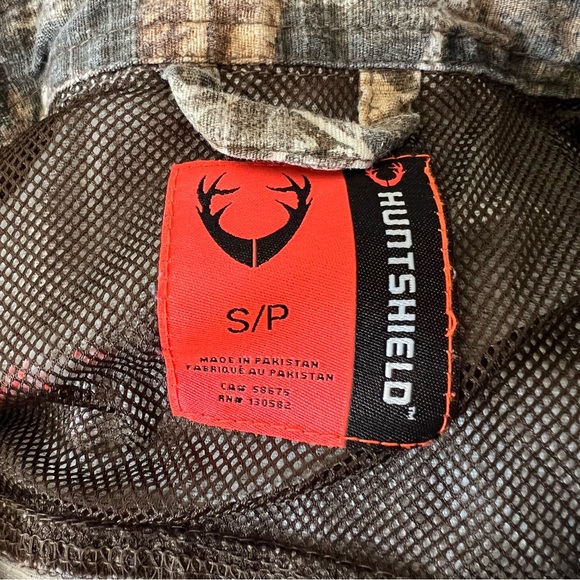 S/P
MADE IN PAKISTAN
FABRIQUÉ AU PAKISTAN
CA# 58675
RN# 130582
HUNTSHIELD™